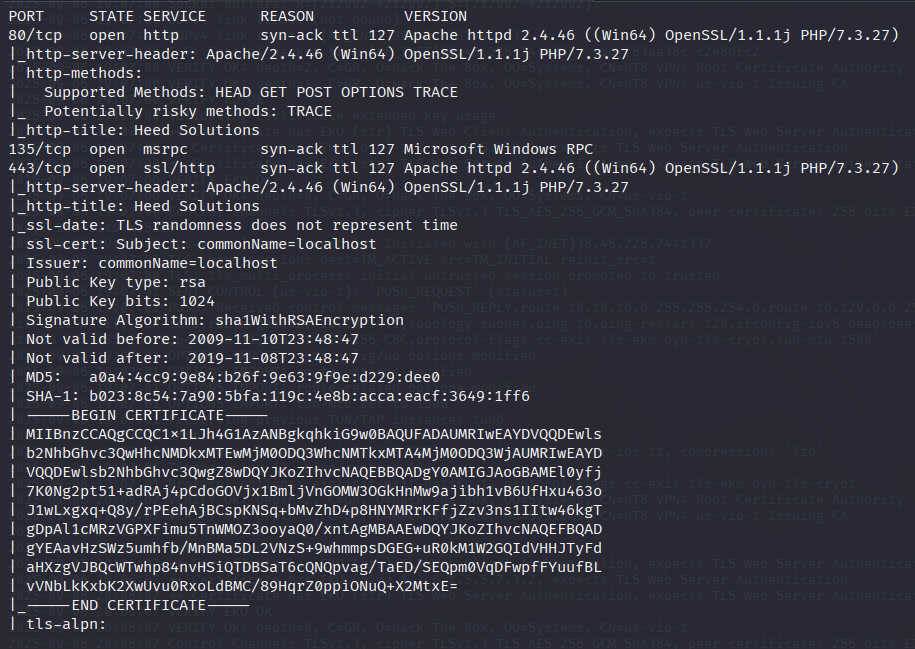 PORT     STATE SERVICE      REASON          VERSION
80/tcp   open  http         syn-ack ttl 127 Apache httpd 2.4.46 ((Win64) OpenSSL/1.1.1j PHP/7.3.27)
|_http-server-header: Apache/2.4.46 (Win64) OpenSSL/1.1.1j PHP/7.3.27
| http-methods:
|   Supported Methods: HEAD GET POST OPTIONS TRACE
|_  Potentially risky methods: TRACE
|_http-title: Heed Solutions
135/tcp  open  msrpc        syn-ack ttl 127 Microsoft Windows RPC
443/tcp  open  ssl/http     syn-ack ttl 127 Apache httpd 2.4.46 ((Win64) OpenSSL/1.1.1j PHP/7.3.27)
|_http-server-header: Apache/2.4.46 (Win64) OpenSSL/1.1.1j PHP/7.3.27
|_http-title: Heed Solutions
|_ssl-date: TLS randomness does not represent time
| ssl-cert: Subject: commonName=localhost
| Issuer: commonName=localhost
| Public Key type: rsa
| Public Key bits: 1024
| Signature Algorithm: sha1WithRSAEncryption
| Not valid before: 2009-11-10T23:48:47
| Not valid after:  2019-11-08T23:48:47
| MD5:   a0a4:4cc9:9e84:b26f:9e63:9f9e:d229:dee0
| SHA-1: b023:8c54:7a90:5bfa:119c:4e8b:acca:eacf:3649:1ff6
| -----BEGIN CERTIFICATE-----
| MIIBnzCCAQgCCQC1x1LJh4G1AzANBgkqhkiG9w0BAQUFADAUMRIwEAYDVQQDEwls
| b2NhbGhvc3QwHhcNMDkxMTEwMjM0ODQ3WhcNMTkxMTA4MjM0ODQ3WjAUMRIwEAYD
| VQQDEwlsb2NhbGhvc3QwgZ8wDQYJKoZIhvcNAQEBBQADgY0AMIGJAoGBAMEl0yfj
| 7K0Ng2pt51+adRAj4pCdoGOVjx1BmljVnGOMW3OGkHnMw9ajibh1vB6UfHxu463o
| J1wLxgxq+Q8y/rPEehAjBCspKNSq+bMvZhD4p8HNYMRrKFfjZzv3ns1IItw46kgT
| gDpAl1cMRzVGPXFimu5TnWMOZ3ooyaQ0/xntAgMBAAEwDQYJKoZIhvcNAQEFBQAD
| gYEAavHzSWz5umhfb/MnBMa5DL2VNzS+9whmmpsDGEG+uR0kM1W2GQIdVHHJTyFd
| aHXzgVJBQcWTwhp84nvHSiQTDBSaT6cQNQpvag/TaED/SEQpm0VqDFwpfFYuufBL
| vVNbLkKxbK2XwUvu0RxoLdBMC/89HqrZ0ppiONuQ+X2MtxE=
|_-----END CERTIFICATE-----
| tls-alpn: